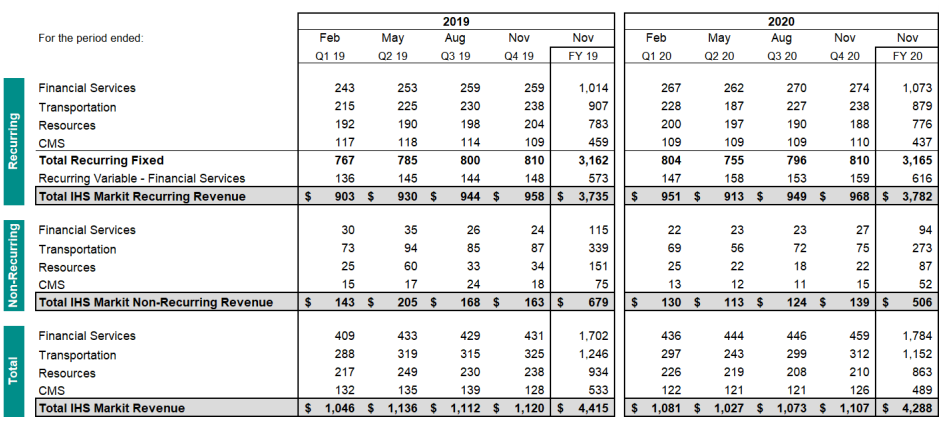 2019 2020
For the period ended: Feb May Aug Nov Nov Feb May Aug Nov Nov
Q1 19 Q2 19 Q3 19 Q4 19 FY 19 Q1 20 Q2 20 Q3 20 Q4 20 FY 20
Recurring
Financial Services 243 253 259 259 1,014 267 262 270 274 1,073
Transportation 215 225 230 238 907 228 187 227 238 879
Resources 192 190 198 204 783 200 197 190 188 776
CMS 117 118 114 109 459 109 109 109 110 437
Total Recurring Fixed 767 785 800 810 3,162 804 755 796 810 3,165
Recurring Variable - Financial Services 136 145 144 148 573 147 158 153 159 616
Total IHS Markit Recurring Revenue $ 903 $ 930 $ 944 $ 958 $ 3,735 $ 951 $ 913 $ 949 $ 968 $ 3,782
Non-Recurring
Financial Services 30 35 26 24 115 22 23 23 27 94
Transportation 73 94 85 87 339 69 56 72 75 273
Resources 25 60 33 34 151 25 22 18 22 87
CMS 15 17 24 18 75 13 12 11 15 52
Total IHS Markit Non-Recurring Revenue $ 143 $ 205 $ 168 $ 163 $ 679 $ 130 $ 113 $ 124 $ 139 $ 506
Total
Financial Services 409 433 429 431 1,702 436 444 446 459 1,784
Transportation 288 319 315 325 1,246 297 243 299 312 1,152
Resources 217 249 230 238 934 226 219 208 210 863
CMS 132 135 139 128 533 122 121 121 126 489
Total IHS Markit Revenue $ 1,046 $ 1,136 $ 1,112 $ 1,120 $ 4,415 $ 1,081 $ 1,027 $ 1,073 $ 1,107 $ 4,288